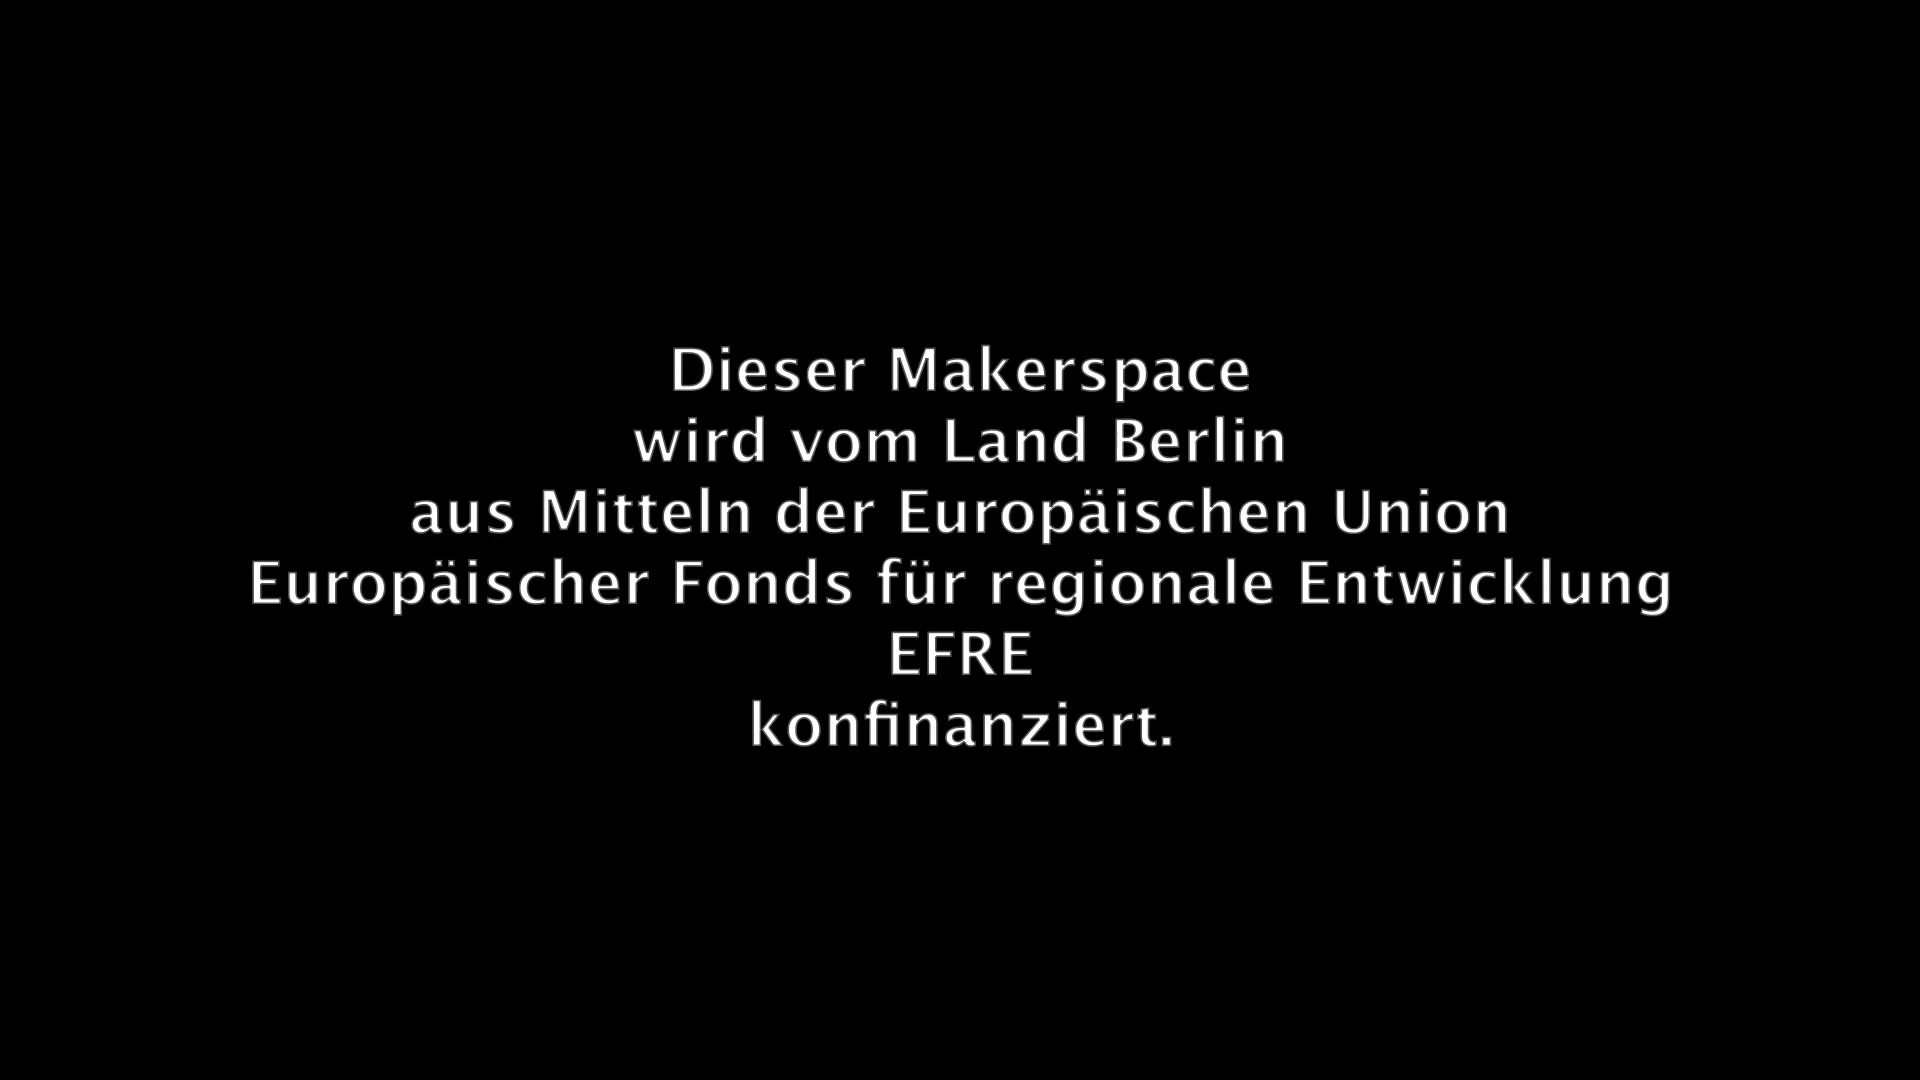 Dieser Makerspace
wird vom Land Berlin
aus Mitteln der Europäischen Union
Europäischer Fonds für regionale Entwicklung
EFRE
konfinanziert.